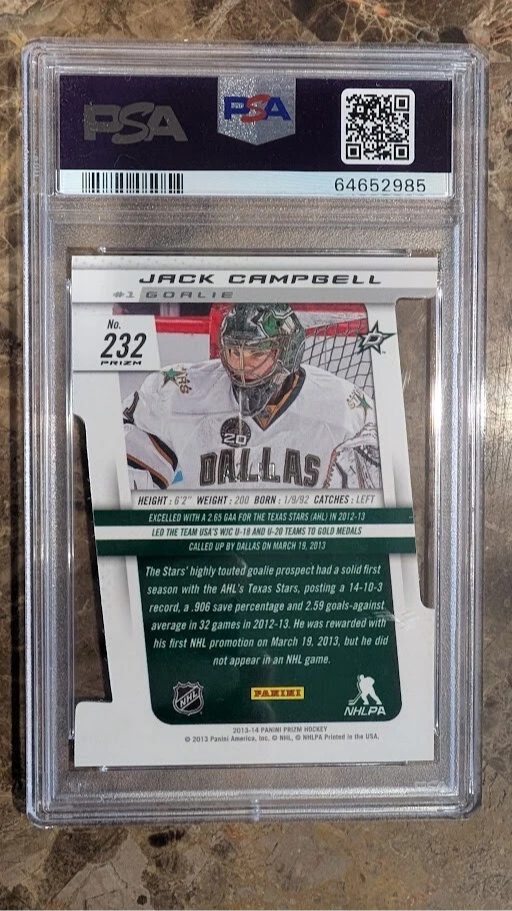 PSA
PSA
64652985
JACK CAMPBELL
#1 GOALIE
No.
232
PRIZM
20
DALLAS
HEIGHT : 6'2" WEIGHT : 200 BORN : 1/9/92 CATCHES : LEFT
EXCELLED WITH A 2.65 GAA FOR THE TEXAS STARS (AHL) IN 2012-13
LED THE TEAM USA'S WJC U-18 AND U-20 TEAMS TO GOLD MEDALS
CALLED UP BY DALLAS ON MARCH 19, 2013
The Stars' highly touted goalie prospect had a solid first
season with the AHL's Texas Stars, posting a 14-10-3
record, a .906 save percentage and 2.59 goals-against
average in 32 games in 2012-13. He was rewarded with
his first NHL promotion on March 19, 2013, but he did
not appear in an NHL game.
NHL
PANINI
NHLPA
2013-14 PANINI PRIZM HOCKEY
© 2013 Panini America, Inc. © NHL, © NHLPA Printed in the USA.